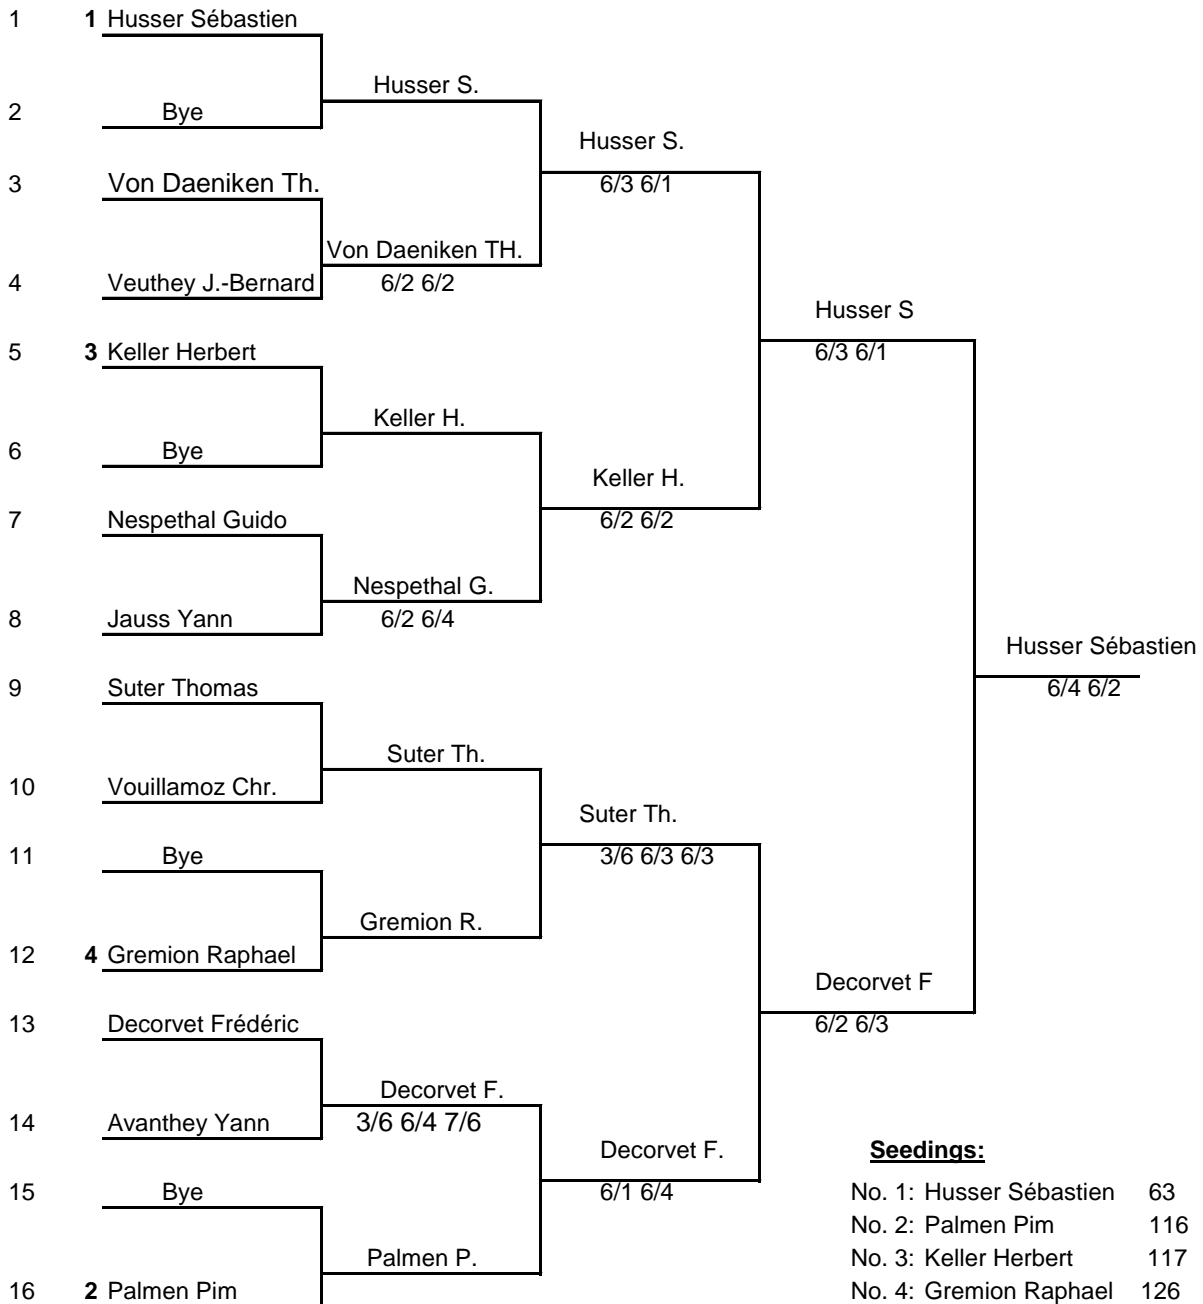 1 1 Husser Sébastien
Husser S.
2 Bye
Husser S.
3 Von Daeniken Th. 6/3 6/1
Von Daeniken TH.
4 Veuthey J.-Bernard 6/2 6/2
Husser S
5 3 Keller Herbert 6/3 6/1
Keller H.
6 Bye
Keller H.
7 Nespethal Guido 6/2 6/2
Nespethal G.
8 Jauss Yann 6/2 6/4
Husser Sébastien
9 Suter Thomas 6/4 6/2
Suter Th.
10 Vouillamoz Chr.
Suter Th.
11 Bye 3/6 6/3 6/3
Gremion R.
12 4 Gremion Raphael
Decorvet F
13 Decorvet Frédéric 6/2 6/3
Decorvet F.
14 Avanthey Yann 3/6 6/4 7/6
Decorvet F. Seedings:
15 Bye 6/1 6/4 No. 1: Husser Sébastien 63
No. 2: Palmen Pim 116
Palmen P. No. 3: Keller Herbert 117
16 2 Palmen Pim No. 4: Gremion Raphael 126